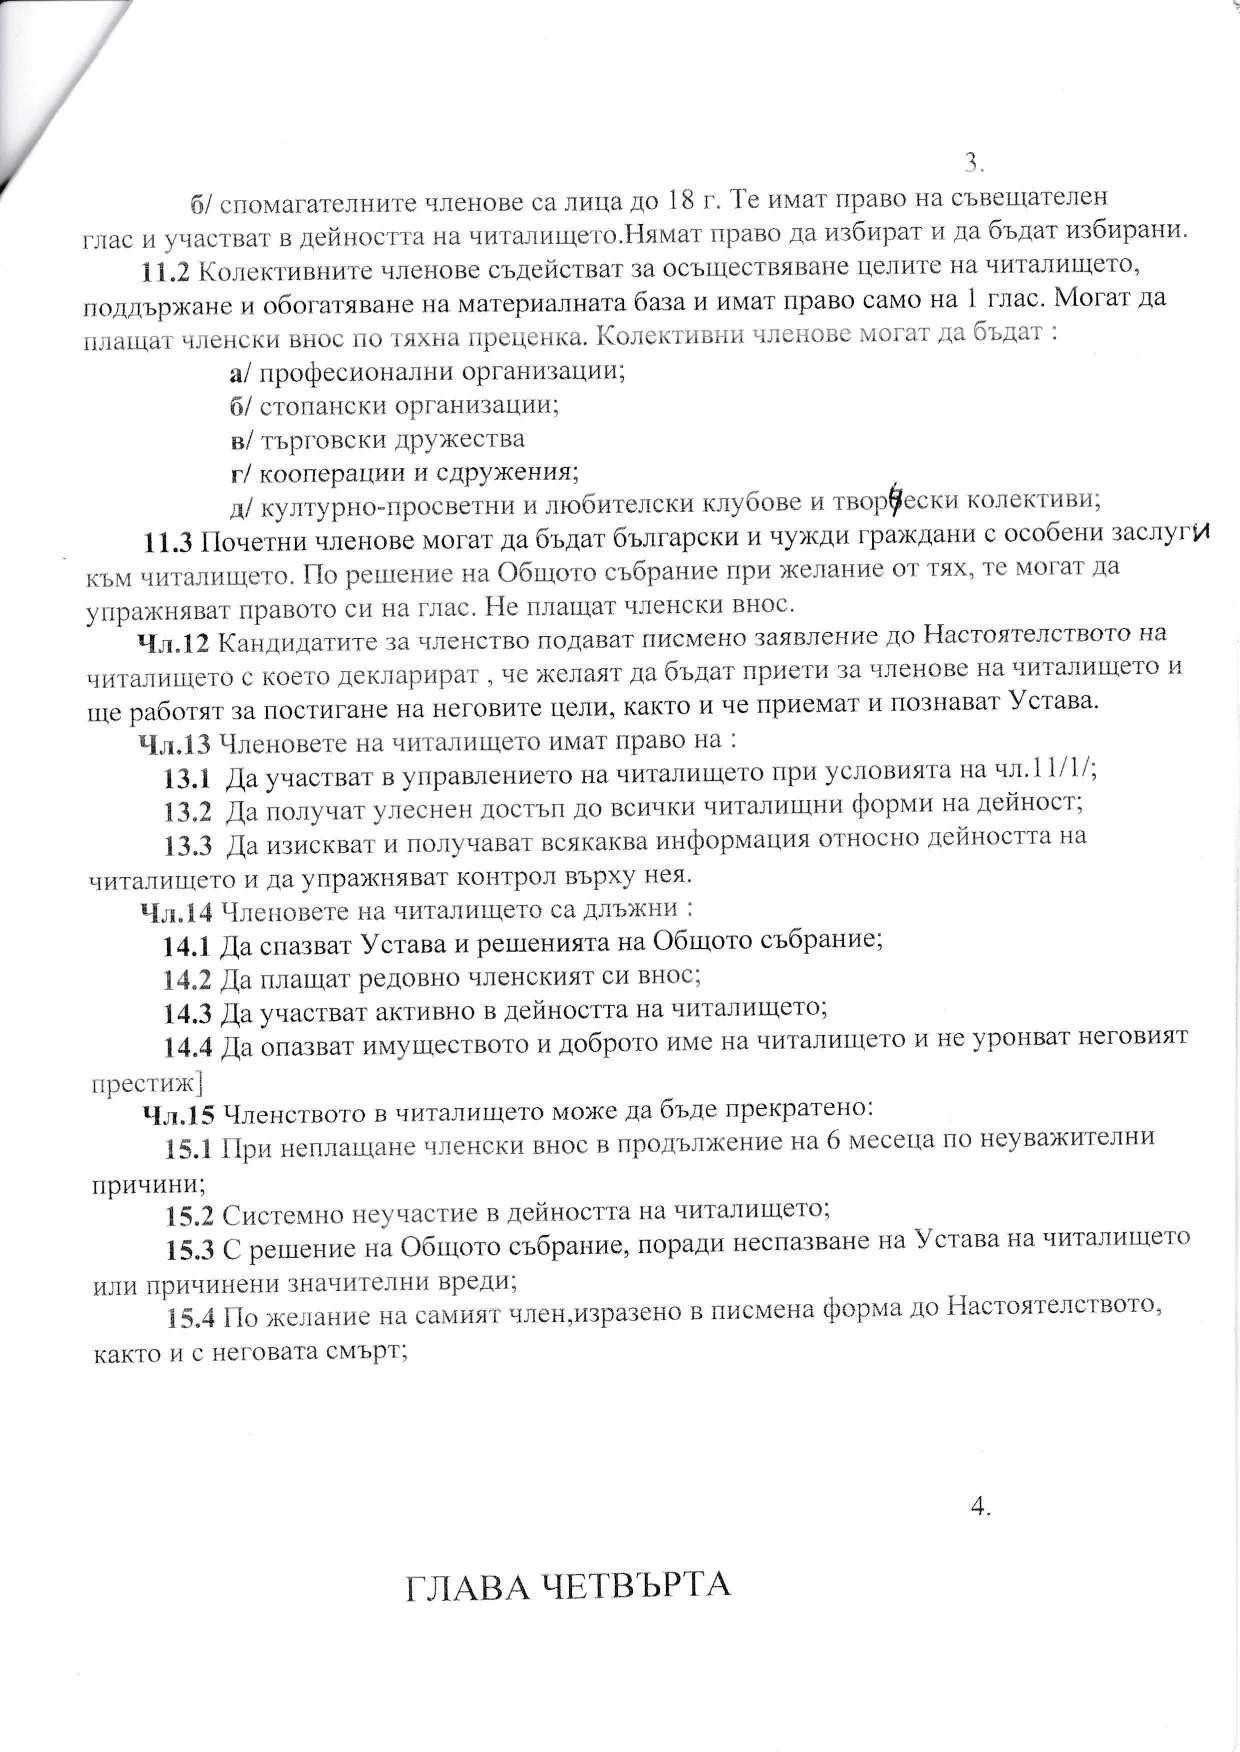 3.
б/ спомагателните членове са лица до 18 г. Те имат право на съвещателен
глас и участват в дейността на читалището.Нямат право да избират и да бъдат избирани.
11.2 Колективните членове съдействат за осъществяване целите на читалището,
поддържане и обогатяване на материалната база и имат право само на 1 глас. Могат да
плащат членски внос по тяхна преценка. Колективни членове могат да бъдат :
а/ професионални организации;
б/ стопански организации;
в/ търговски дружества
г/ кооперации и сдружения;
д/ културно-просветни и любителски клубове и творчески колективи;
11.3 Почетни членове могат да бъдат български и чужди граждани с особени заслуги
към читалището. По решение на Общото събрание при желание от тях, те могат да
упражняват правото си на глас. Не плащат членски внос.
Чл.12 Кандидатите за членство подават писмено заявление до Настоятелството на
читалището с което декларират , че желаят да бъдат приети за членове на читалището и
ще работят за постигане на неговите цели, както и че приемат и познават Устава.
Чл.13 Членовете на читалището имат право на :
13.1 Да участват в управлението на читалището при условията на чл.11/1/;
13.2 Да получат улеснен достъп до всички читалищни форми на дейност;
13.3 Да изискват и получават всякаква информация относно дейността на
читалището и да упражняват контрол върху нея.
Чл.14 Членовете на читалището са длъжни :
14.1 Да спазват Устава и решенията на Общото събрание;
14.2 Да плащат редовно членският си внос;
14.3 Да участват активно в дейността на читалището;
14.4 Да опазват имуществото и доброто име на читалището и не уронват неговият
престиж]
Чл.15 Членството в читалището може да бъде прекратено:
15.1 При неплащане членски внос в продължение на 6 месеца по неуважителни
причини;
15.2 Системно неучастие в дейността на читалището;
15.3 С решение на Общото събрание, поради неспазване на Устава на читалището
или причинени значителни вреди;
15.4 По желание на самият член,изразено в писмена форма до Настоятелството,
както и с неговата смърт;
4.
ГЛАВА ЧЕТВЪРТА